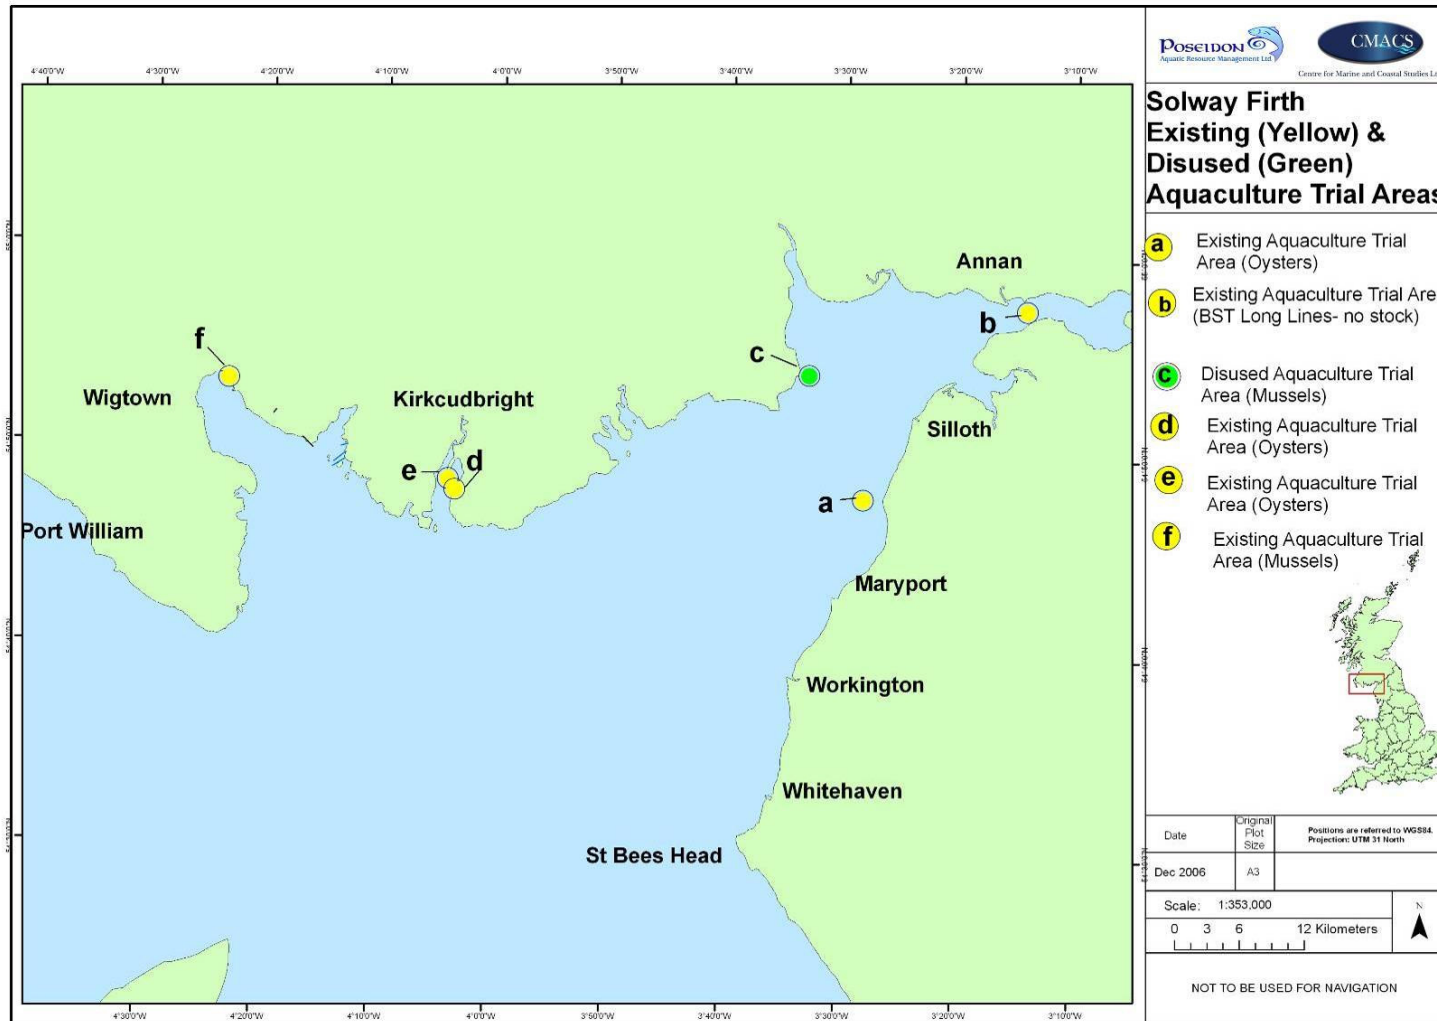 POSEIDON
Aquatic Resource Management Ltd
CMACS
Centre for Marine and Coastal Studies Lt
Solway Firth
Existing (Yellow) &
Disused (Green)
Aquaculture Trial Areas
a Existing Aquaculture Trial
Area (Oysters)
b Existing Aquaculture Trial Are
(BST Long Lines- no stock)
c Disused Aquaculture Trial
Area (Mussels)
d Existing Aquaculture Trial
Area (Oysters)
e Existing Aquaculture Trial
Area (Oysters)
f Existing Aquaculture Trial
Area (Mussels)
4°40'0"W 4°30'0"W 4°20'0"W 4°10'0"W 4°0'0"W 3°50'0"W 3°40'0"W 3°30'0"W 3°20'0"W 3°10'0"W
Annan
b
f
c
Wigtown
Kirkcudbright
Silloth
e
d
a
Port William
Maryport
Workington
Whitehaven
St Bees Head
4°30'0"W 4°20'0"W 4°10'0"W 4°0'0"W 3°50'0"W 3°40'0"W 3°30'0"W 3°20'0"W 3°10'0"W
Date
Original
Plot
Size
Positions are referred to WGS84.
Projection: UTM 31 North
Dec 2006
A3
Scale: 1:353,000
0 3 6 12 Kilometers
N
NOT TO BE USED FOR NAVIGATION